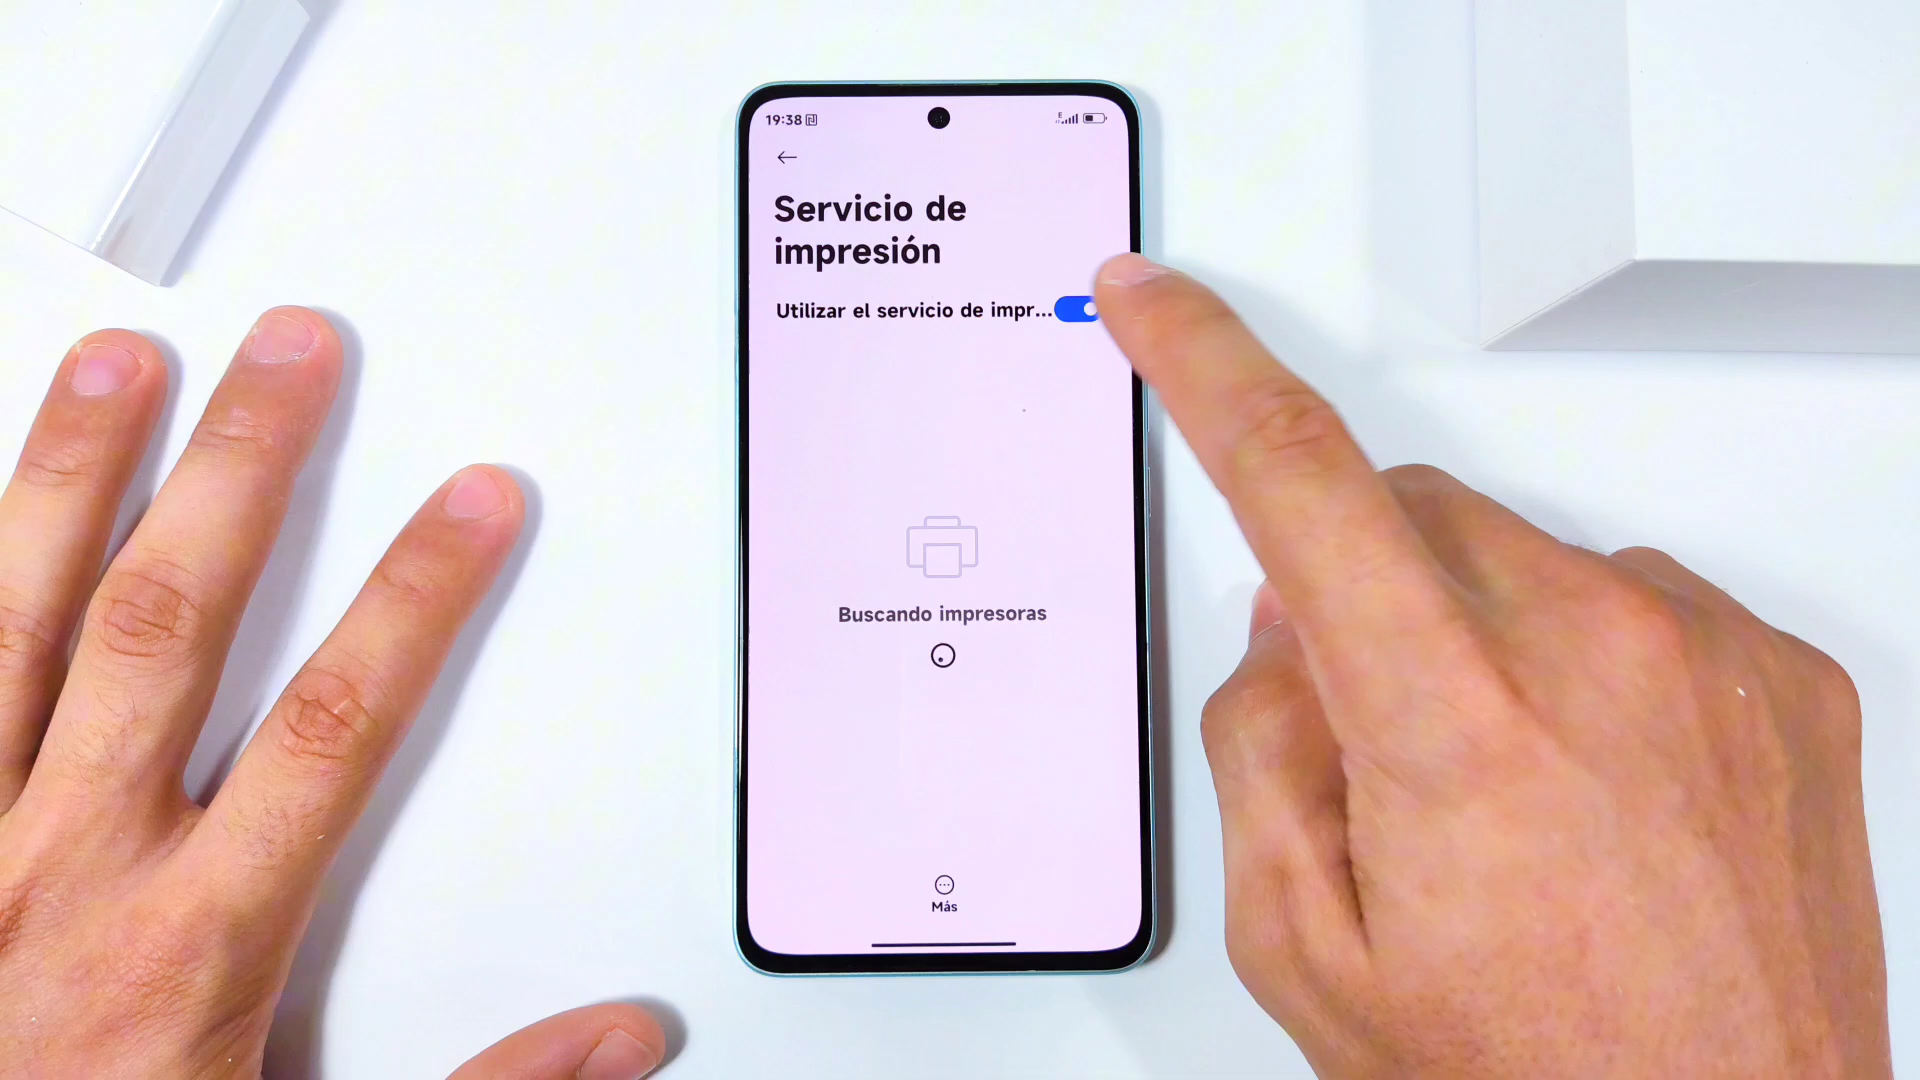 19:38
E
Servicio de
impresión
Utilizar el servicio de impr...
Buscando impresoras
Más